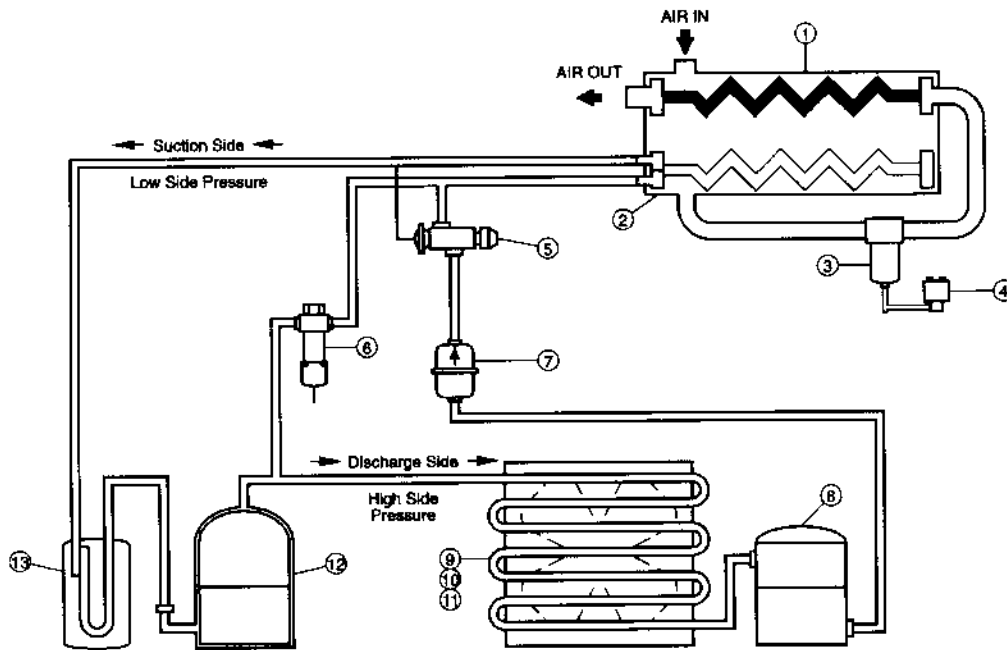 AIR IN
1
AIR OUT
Suction Side
Low Side Pressure
2
5
3
4
6
7
Discharge Side
High Side
Pressure
8
13
12
9
10
11